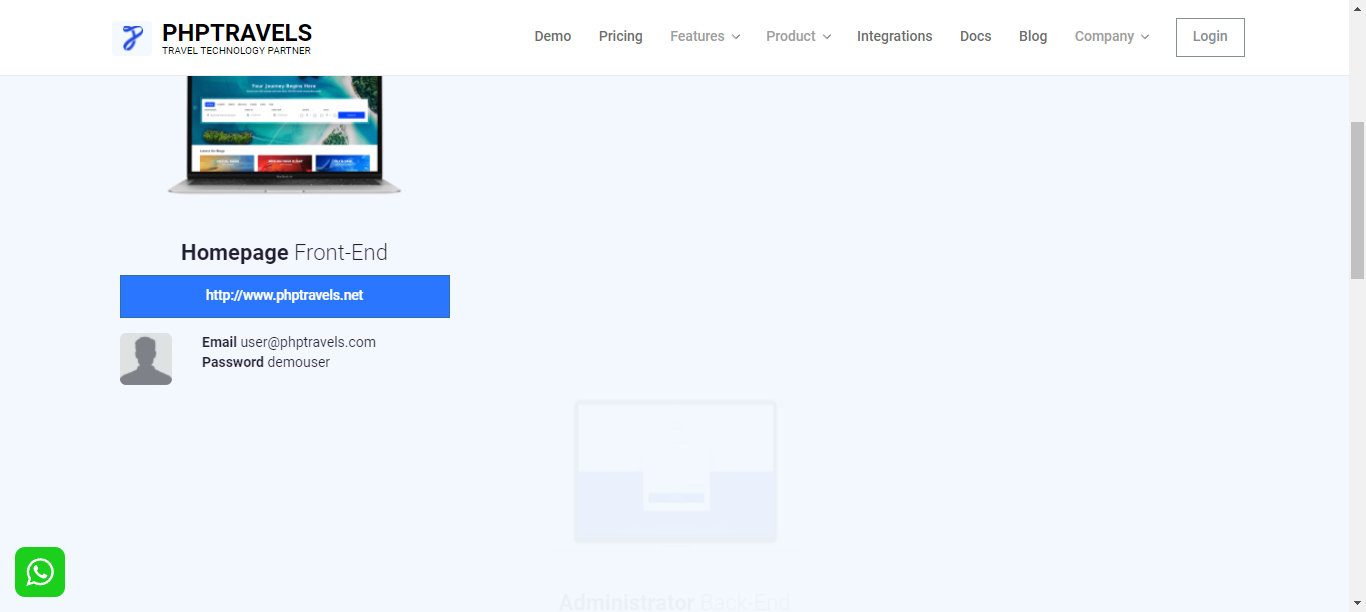 PHPTRAVELS
TRAVEL TECHNOLOGY PARTNER
Demo Pricing Features Product Integrations Docs Blog Company Login
Your Journey Begins Here
Homepage Front-End
http://www.phptravels.net
Email user@phptravels.com
Password demouser
Administrator Back-End